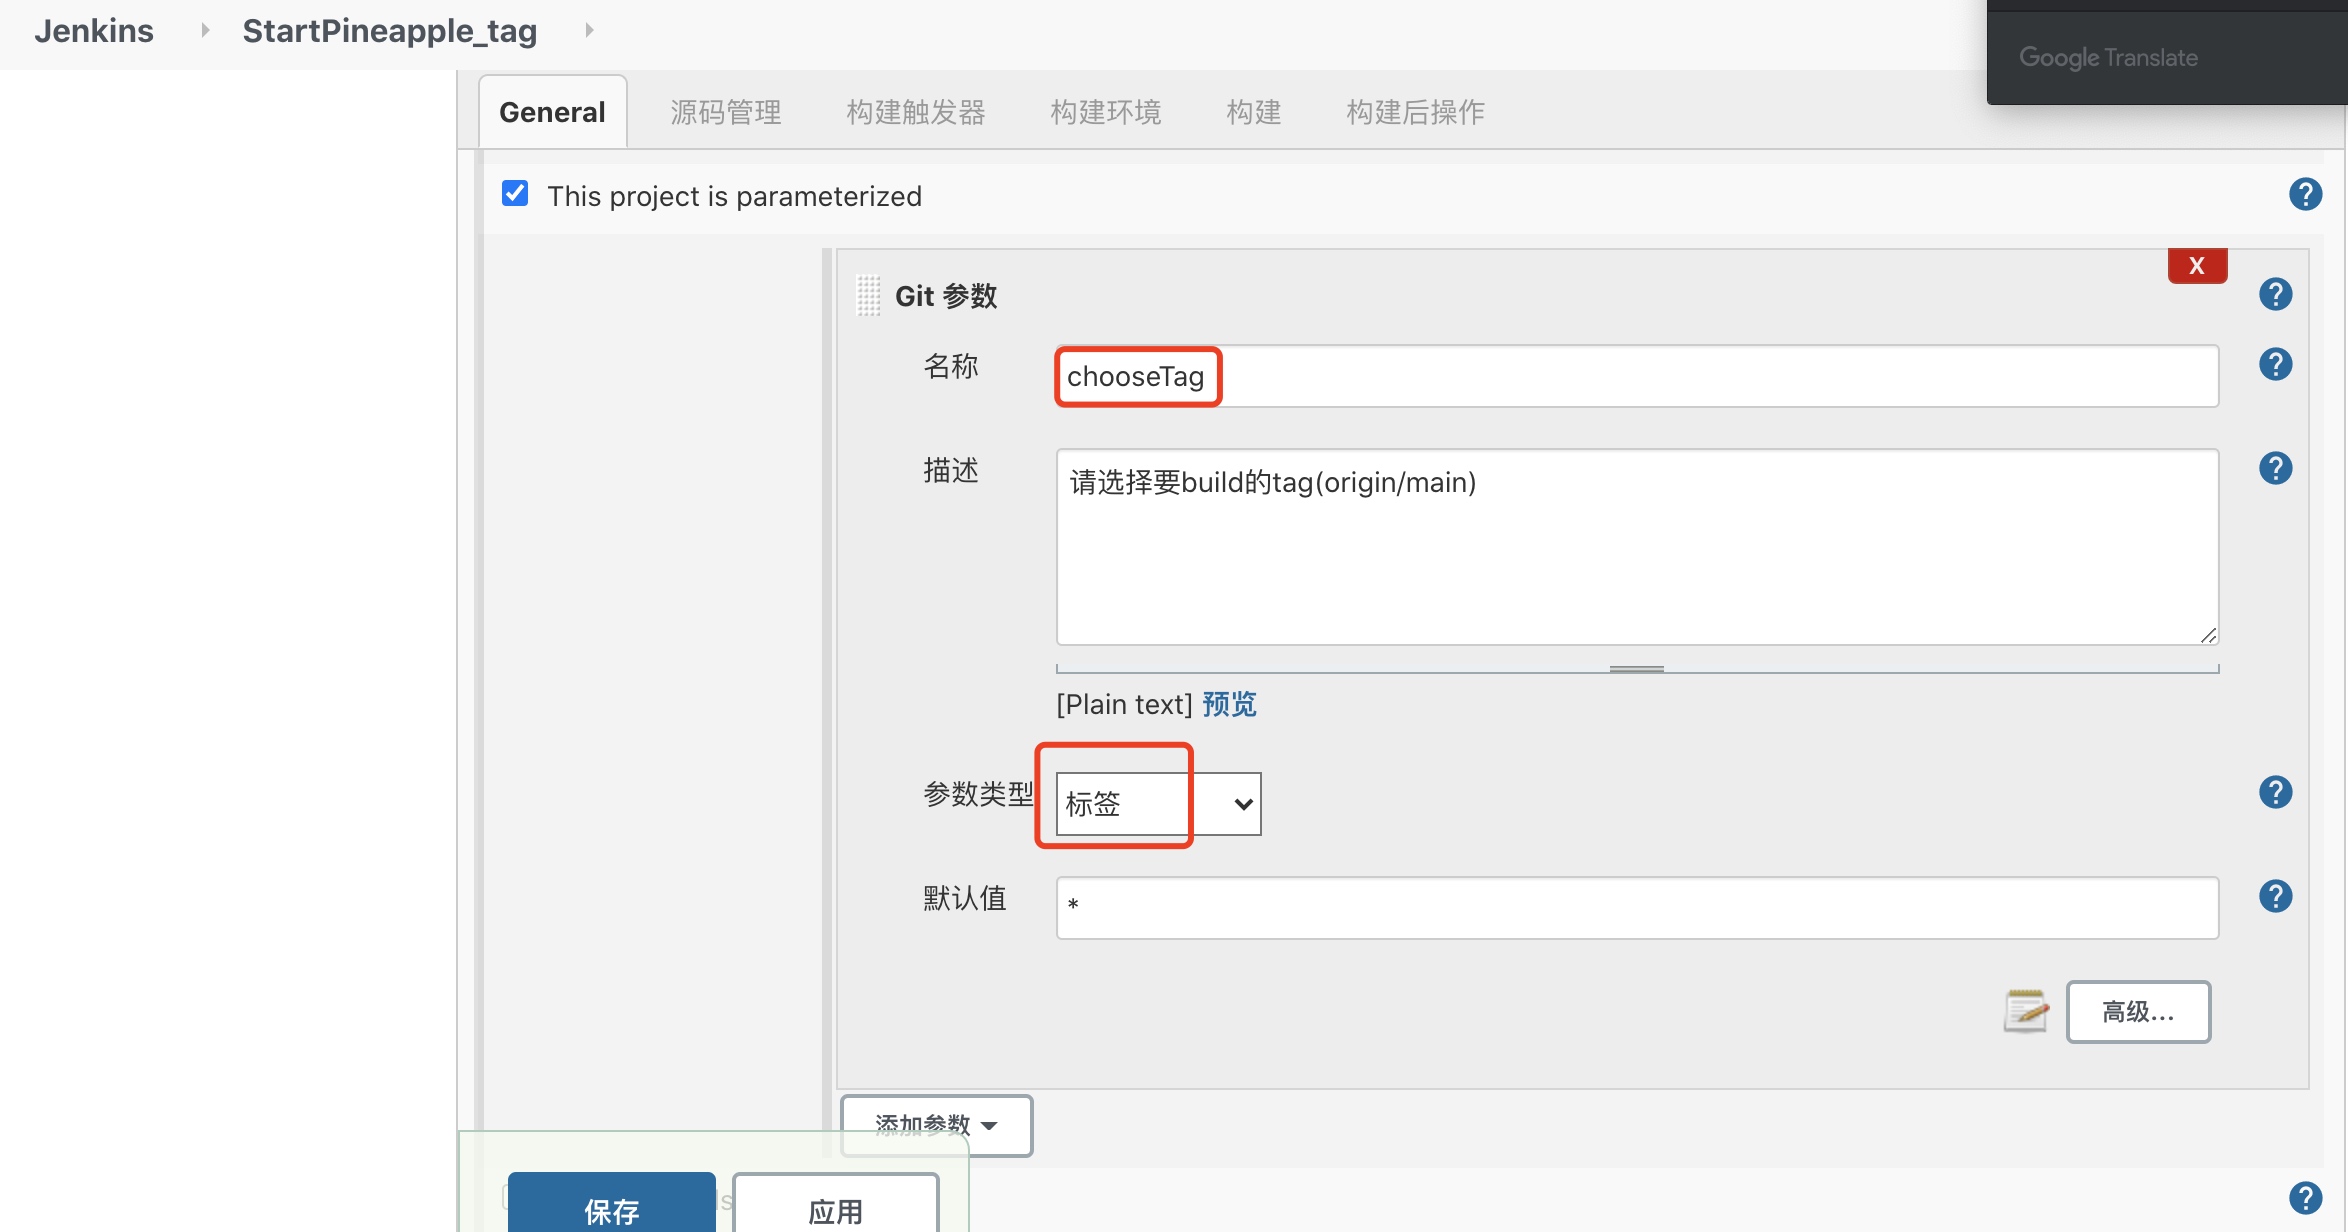 Jenkins StartPineapple_tag
Google Translate
General 源码管理 构建触发器 构建环境 构建 构建后操作
This project is parameterized
X
Git 参数
名称 chooseTag
描述 请选择要build的tag(origin/main)
[Plain text] 预览
参数类型 标签
默认值 *
高级...
添加参数
保存 应用